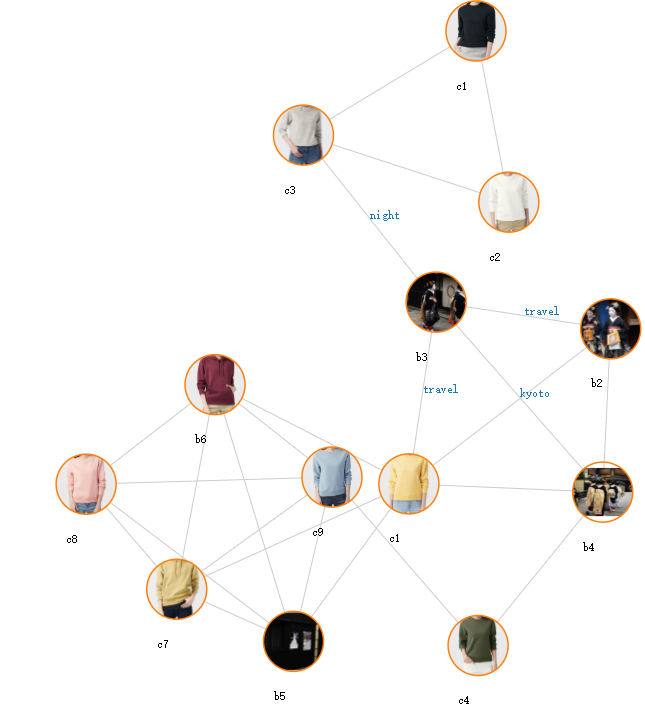 c1
c3
night
c2
travel
b3
b2
travel
kyoto
b6
c9
c1
c8
b4
c7
b5
c4